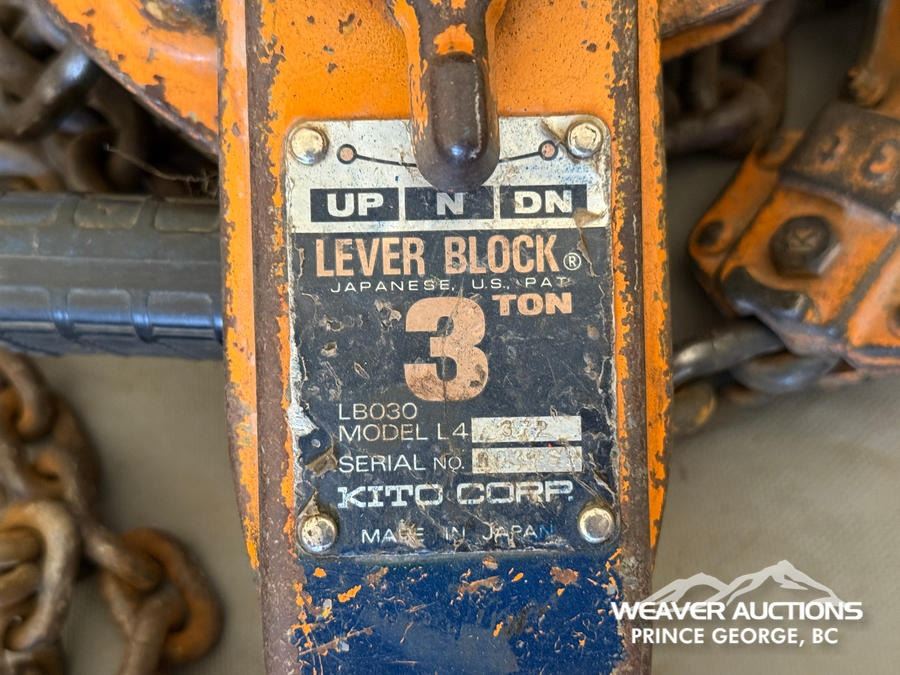 UP N DN
LEVER BLOCK®
JAPANESE, U.S. PAT
3 TON
LB030
MODEL L4
SERIAL NO.
KITO CORP.
MADE IN JAPAN
WEAVER AUCTIONS
PRINCE GEORGE, BC